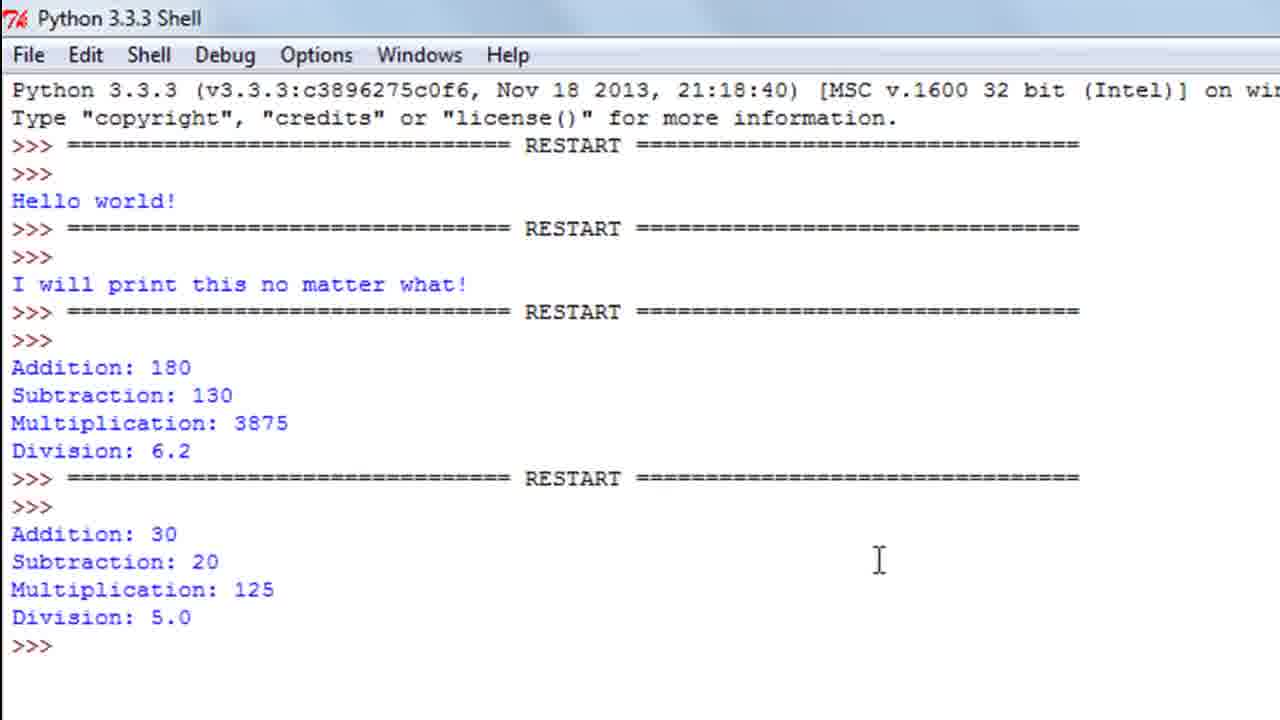 Python 3.3.3 Shell
File Edit Shell Debug Options Windows Help
Python 3.3.3 (v3.3.3:c3896275c0f6, Nov 18 2013, 21:18:40) [MSC v.1600 32 bit (Intel)] on
Type "copyright", "credits" or "license()" for more information.
>>> ================================ RESTART ================================
>>>
Hello world!
>>> ================================ RESTART ================================
>>>
I will print this no matter what!
>>> ================================ RESTART ================================
>>>
Addition: 180
Subtraction: 130
Multiplication: 3875
Division: 6.2
>>> ================================ RESTART ================================
>>>
Addition: 30
Subtraction: 20
Multiplication: 125
Division: 5.0
>>>